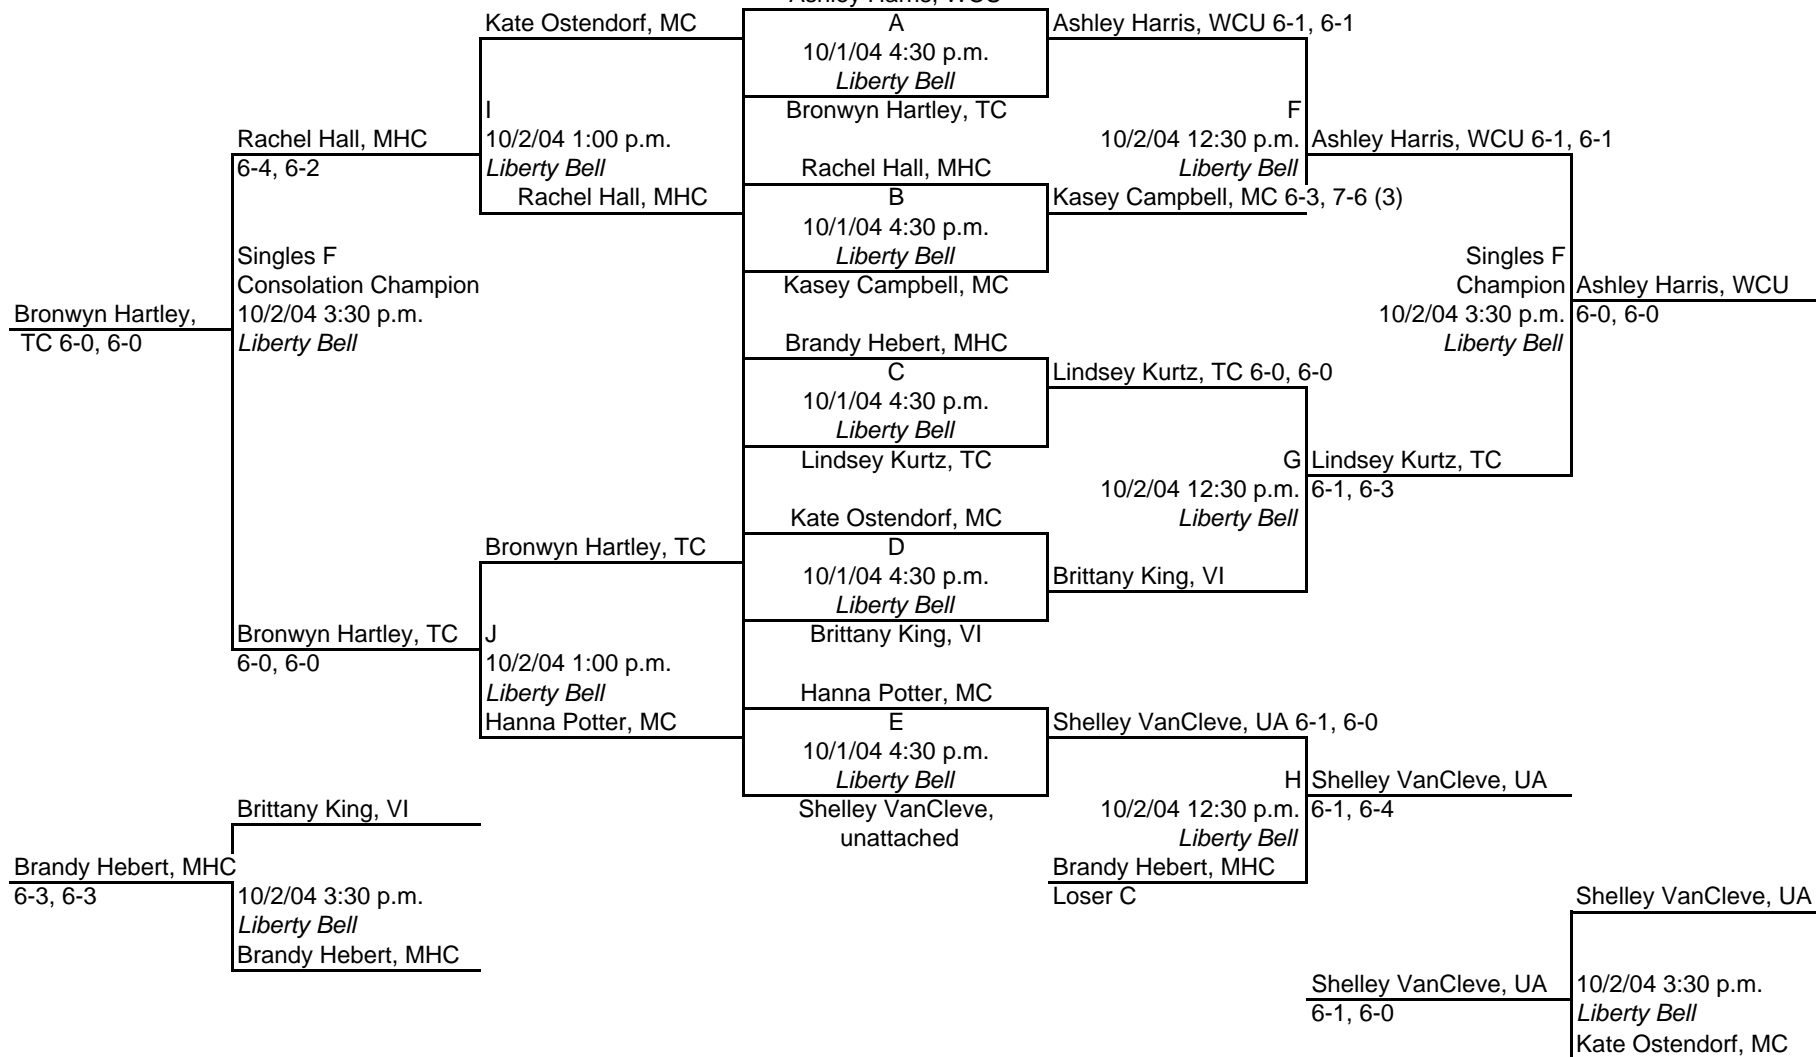 Ashley Harris, WCU
Kate Ostendorf, MC
A
Ashley Harris, WCU 6-1, 6-1
10/1/04 4:30 p.m.
Liberty Bell
I
Bronwyn Hartley, TC
F
Rachel Hall, MHC
10/2/04 1:00 p.m.
10/2/04 12:30 p.m.
Ashley Harris, WCU 6-1, 6-1
6-4, 6-2
Liberty Bell
Rachel Hall, MHC
Liberty Bell
Rachel Hall, MHC
B
Kasey Campbell, MC 6-3, 7-6 (3)
10/1/04 4:30 p.m.
Singles F
Liberty Bell
Singles F
Consolation Champion
Kasey Campbell, MC
Champion
Ashley Harris, WCU
Bronwyn Hartley,
10/2/04 3:30 p.m.
10/2/04 3:30 p.m.
6-0, 6-0
TC 6-0, 6-0
Liberty Bell
Brandy Hebert, MHC
Liberty Bell
C
Lindsey Kurtz, TC 6-0, 6-0
10/1/04 4:30 p.m.
Liberty Bell
Lindsey Kurtz, TC
G
Lindsey Kurtz, TC
10/2/04 12:30 p.m.
6-1, 6-3
Kate Ostendorf, MC
Liberty Bell
Bronwyn Hartley, TC
D
10/1/04 4:30 p.m.
Brittany King, VI
Liberty Bell
Bronwyn Hartley, TC
J
Brittany King, VI
6-0, 6-0
10/2/04 1:00 p.m.
Liberty Bell
Hanna Potter, MC
Hanna Potter, MC
E
Shelley VanCleve, UA 6-1, 6-0
10/1/04 4:30 p.m.
Liberty Bell
H
Shelley VanCleve, UA
Brittany King, VI
Shelley VanCleve,
unattached
10/2/04 12:30 p.m.
6-1, 6-4
Liberty Bell
Brandy Hebert, MHC
Brandy Hebert, MHC
6-3, 6-3
10/2/04 3:30 p.m.
Loser C
Shelley VanCleve, UA
Liberty Bell
Brandy Hebert, MHC
Shelley VanCleve, UA
10/2/04 3:30 p.m.
6-1, 6-0
Liberty Bell
Kate Ostendorf, MC